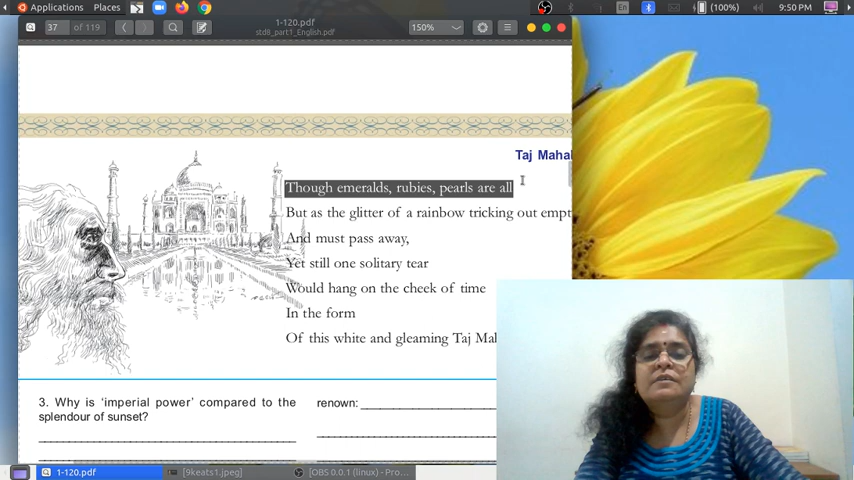 Applications Places En (100%) 9:50 PM
37 of 119 1-120.pdf 150%
std8_part1_English.pdf
Taj Mahal
Though emeralds, rubies, pearls are all
But as the glitter of a rainbow tricking out empt
And must pass away,
Yet still one solitary tear
Would hang on the cheek of time
In the form
Of this white and gleaming Taj Mah
3. Why is ‘imperial power’ compared to the
splendour of sunset?
renown:
1-120.pdf [9keats1.jpeg] [OBS 0.0.1 (linux) - Pro...